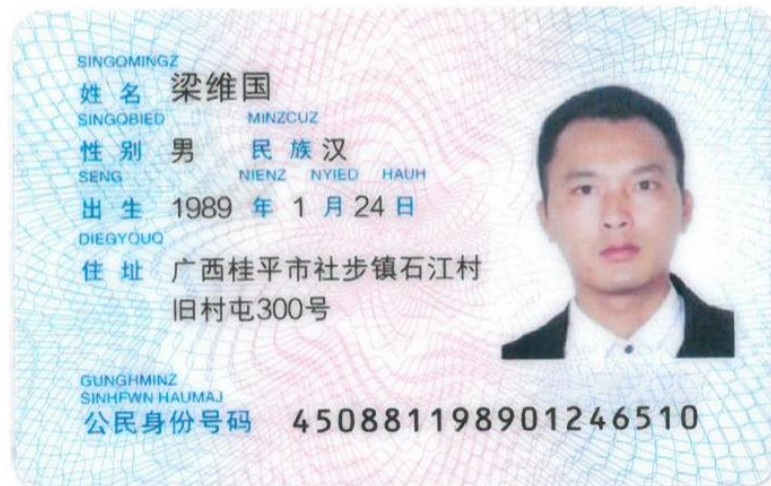 SINGQMINGZ
姓 名 梁维国
SINGQBIED MINZCUZ
性 别 男 民 族 汉
SENG NIENZ NYIED HAUH
出 生 1989 年 1 月 24 日
DIEGYOUQ
住 址 广西桂平市社步镇石江村
旧村屯300号
GUNGHMINZ
SINHFWN HAUMAJ
公民身份号码 450881198901246510